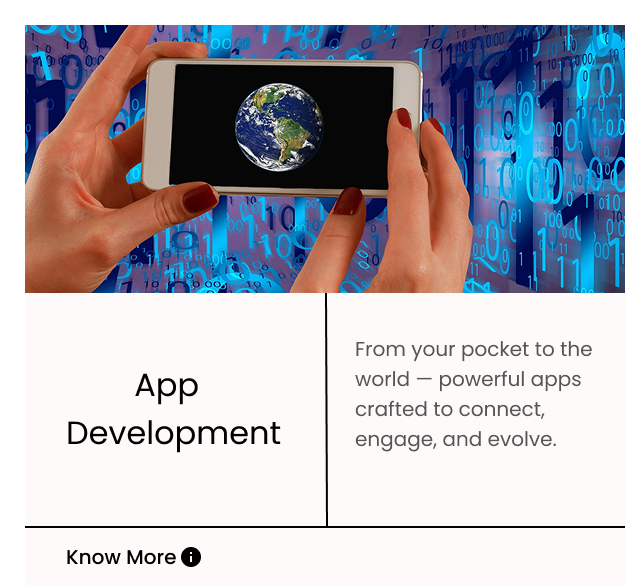 App
Development
From your pocket to the
world — powerful apps
crafted to connect,
engage, and evolve.
Know More